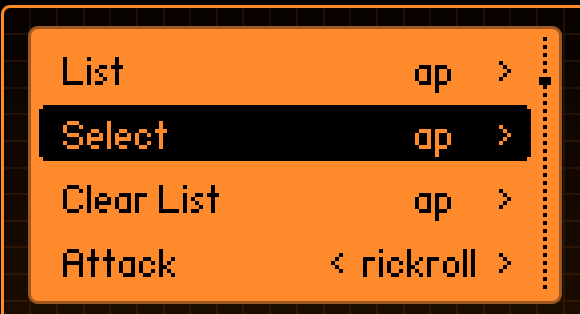 List ap >
Select ap >
Clear List ap >
Attack < rickroll >